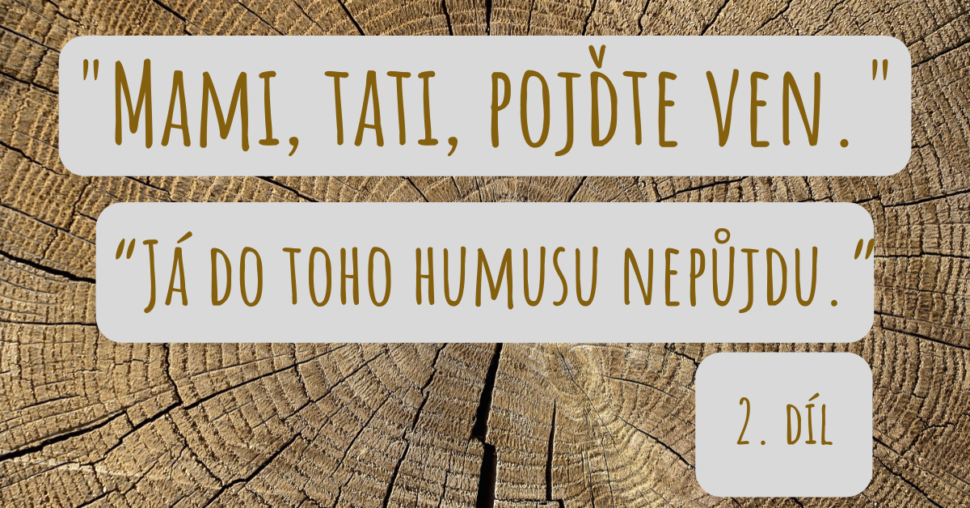 "Mami, tati, pojďte ven."
“Já do toho humusu nepůjdu.”
2. díl